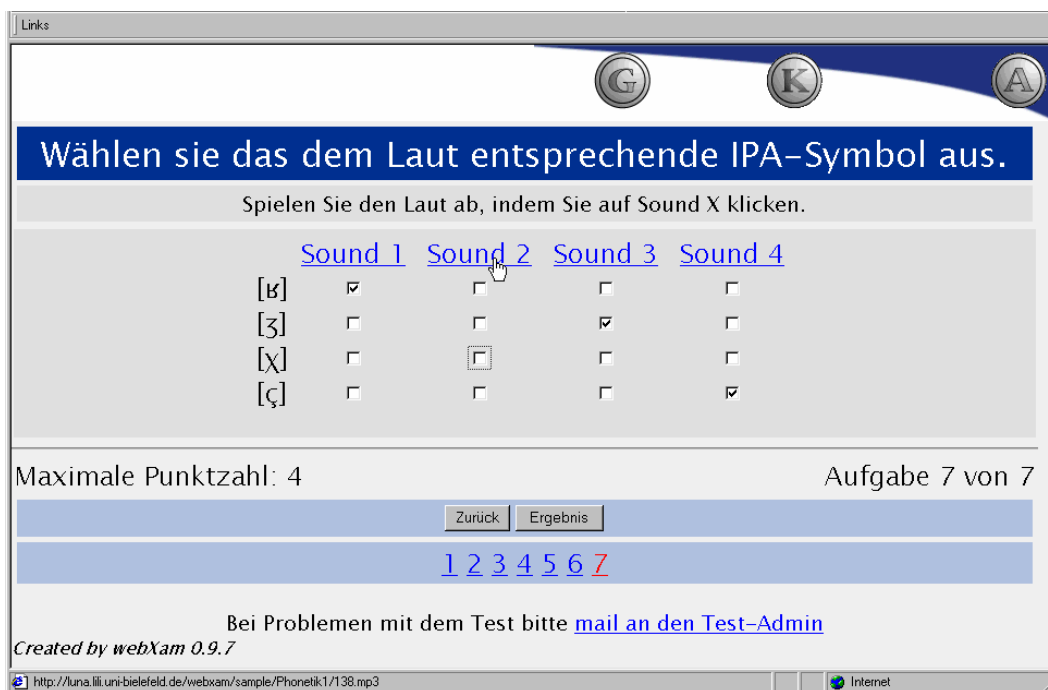 Links
G K A
Wählen sie das dem Laut entsprechende IPA-Symbol aus.
Spielen Sie den Laut ab, indem Sie auf Sound X klicken.
Sound 1 Sound 2 Sound 3 Sound 4
[ʁ]
[ʒ]
[χ]
[ç]
Maximale Punktzahl: 4 Aufgabe 7 von 7
Zurück Ergebnis
1 2 3 4 5 6 7
Bei Problemen mit dem Test bitte mail an den Test-Admin
Created by webXam 0.9.7
http://luna.lili.uni-bielefeld.de/webxam/sample/Phonetik1/138.mp3 Internet